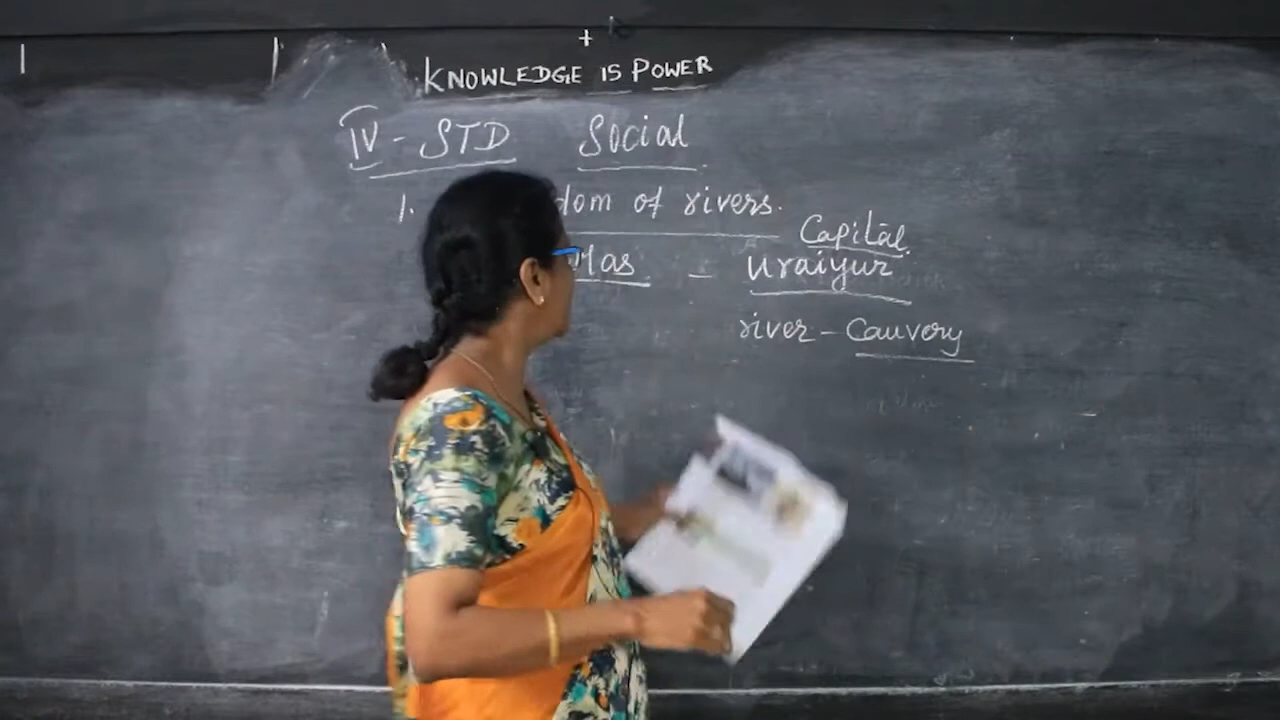 KNOWLEDGE IS POWER
IV - STD Social
1. dom of rivers.
Capital
las - Uraiyur
river - Cauvery